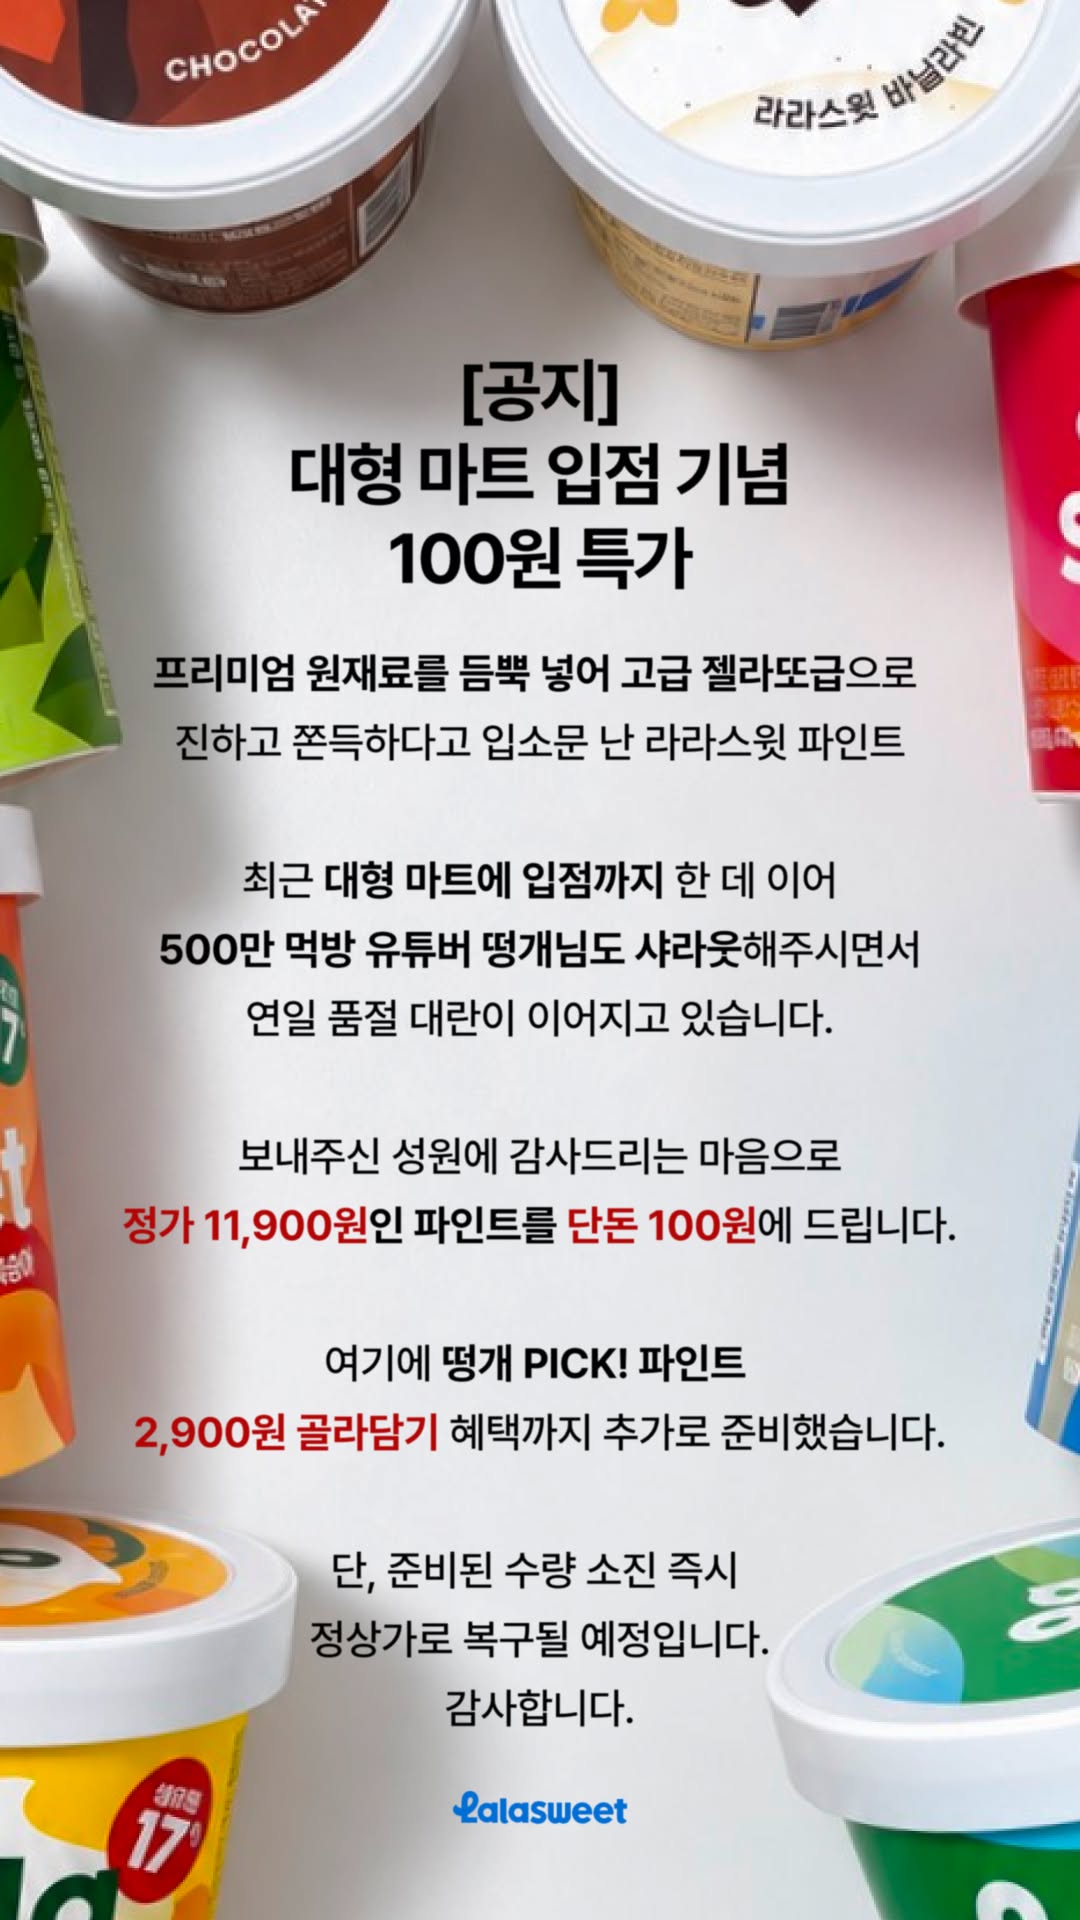 CHOCOLA
라라스윗 바닐라빈
[공지]
대형 마트 입점 기념
100원 특가
프리미엄 원재료를 듬뿍 넣어 고급 젤라또급으로
진하고 쫀득하다고 입소문 난 라라스윗 파인트
최근 대형 마트에 입점까지 한 데 이어
500만 먹방 유튜버 떵개님도 샤라웃해주시면서
연일 품절 대란이 이어지고 있습니다.
보내주신 성원에 감사드리는 마음으로
정가 11,900원인 파인트를 단돈 100원에 드립니다.
여기에 떵개 PICK! 파인트
2,900원 골라담기 혜택까지 추가로 준비했습니다.
단, 준비된 수량 소진 즉시
정상가로 복구될 예정입니다.
감사합니다.
lalasweet
17g